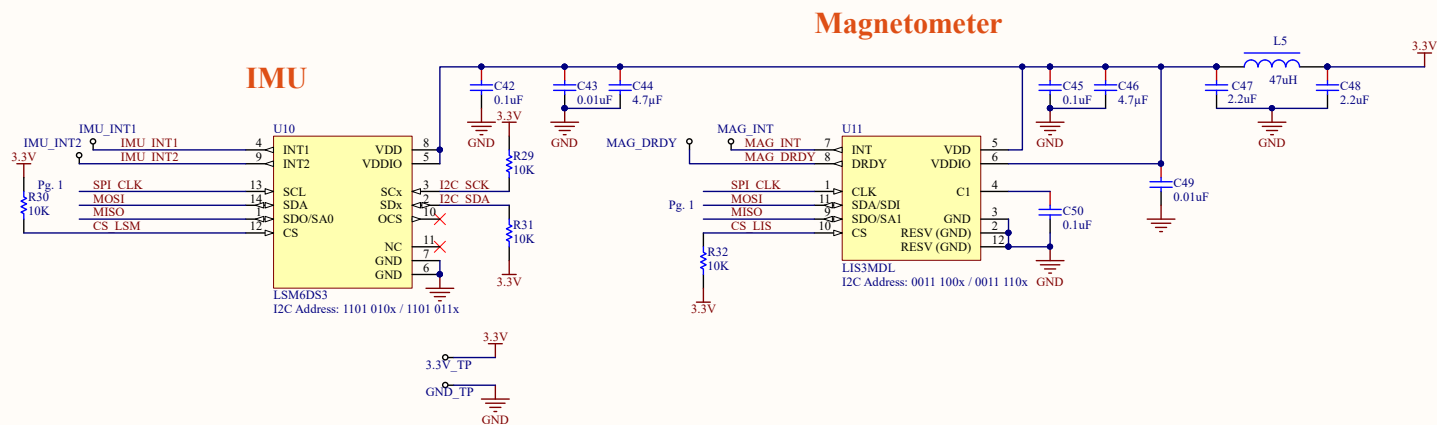 Magnetometer
IMU
3.3V
L5
47uH
C42
0.1uF
C43
0.01uF
C44
4.7µF
C45
0.1uF
C46
4.7µF
C47
2.2uF
C48
2.2uF
GND
GND
GND
GND
3.3V
IMU_INT1
IMU_INT2
IMU_INT1
IMU_INT2
3.3V
Pg. 1
R30
10K
SPI_CLK
MOSI
MISO
CS_LSM
U10
4 INT1 VDD 8
9 INT2 VDDIO 5
13 SCL SCx 3 I2C_SCK
14 SDA SDx 2 I2C_SDA
1 SDO/SA0 OCS 10
12 CS
NC 11
GND 7
GND 6
LSM6DS3
I2C Address: 1101 010x / 1101 011x
R29
10K
R31
10K
3.3V
MAG_INT
MAG_DRDY
MAG_INT
MAG_DRDY
Pg. 1
SPI_CLK
MOSI
MISO
CS_LIS
R32
10K
3.3V
U11
7 INT VDD 5
8 DRDY VDDIO 6
1 CLK C1 4
11 SDA/SDI
9 SDO/SA1 GND 3
10 CS RESV (GND) 2
RESV (GND) 12
LIS3MDL
I2C Address: 0011 100x / 0011 110x
C49
0.01uF
C50
0.1uF
GND
3.3V
3.3V_TP
GND_TP
GND